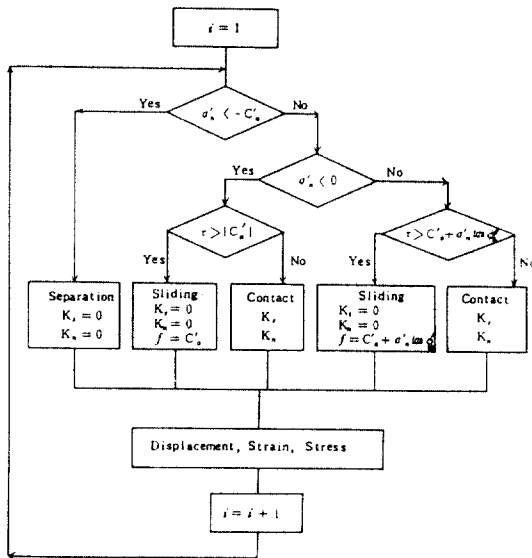 i = 1
Yes
σ'ₙ < - C'ₐ
No
Yes
σ'ₙ < 0
No
τ > | C'ₐ |
τ > C'ₐ + σ'ₙ tan
Yes
No
Yes
No
Separation
Kₛ = 0
Kₙ = 0
Sliding
Kₛ = 0
Kₙ = 0
f = C'ₐ
Contact
Kₛ
Kₙ
Sliding
Kₛ = 0
Kₙ = 0
f = C'ₐ + σ'ₙ tan
Contact
Kₛ
Kₙ
Displacement, Strain, Stress
i = i + 1